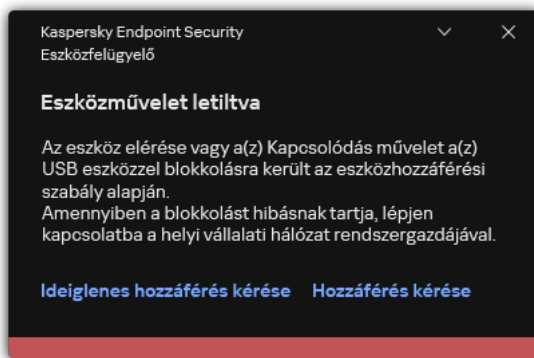 Kaspersky Endpoint Security
Eszközfelügyelő
Eszközművelet letiltva
Az eszköz elérése vagy a(z) Kapcsolódás művelet a(z)
USB eszközzel blokkolásra került az eszközhozzáférési
szabály alapján.
Amennyiben a blokkolást hibásnak tartja, lépjen
kapcsolatba a helyi vállalati hálózat rendszergazdájával.
Ideiglenes hozzáférés kérése Hozzáférés kérése